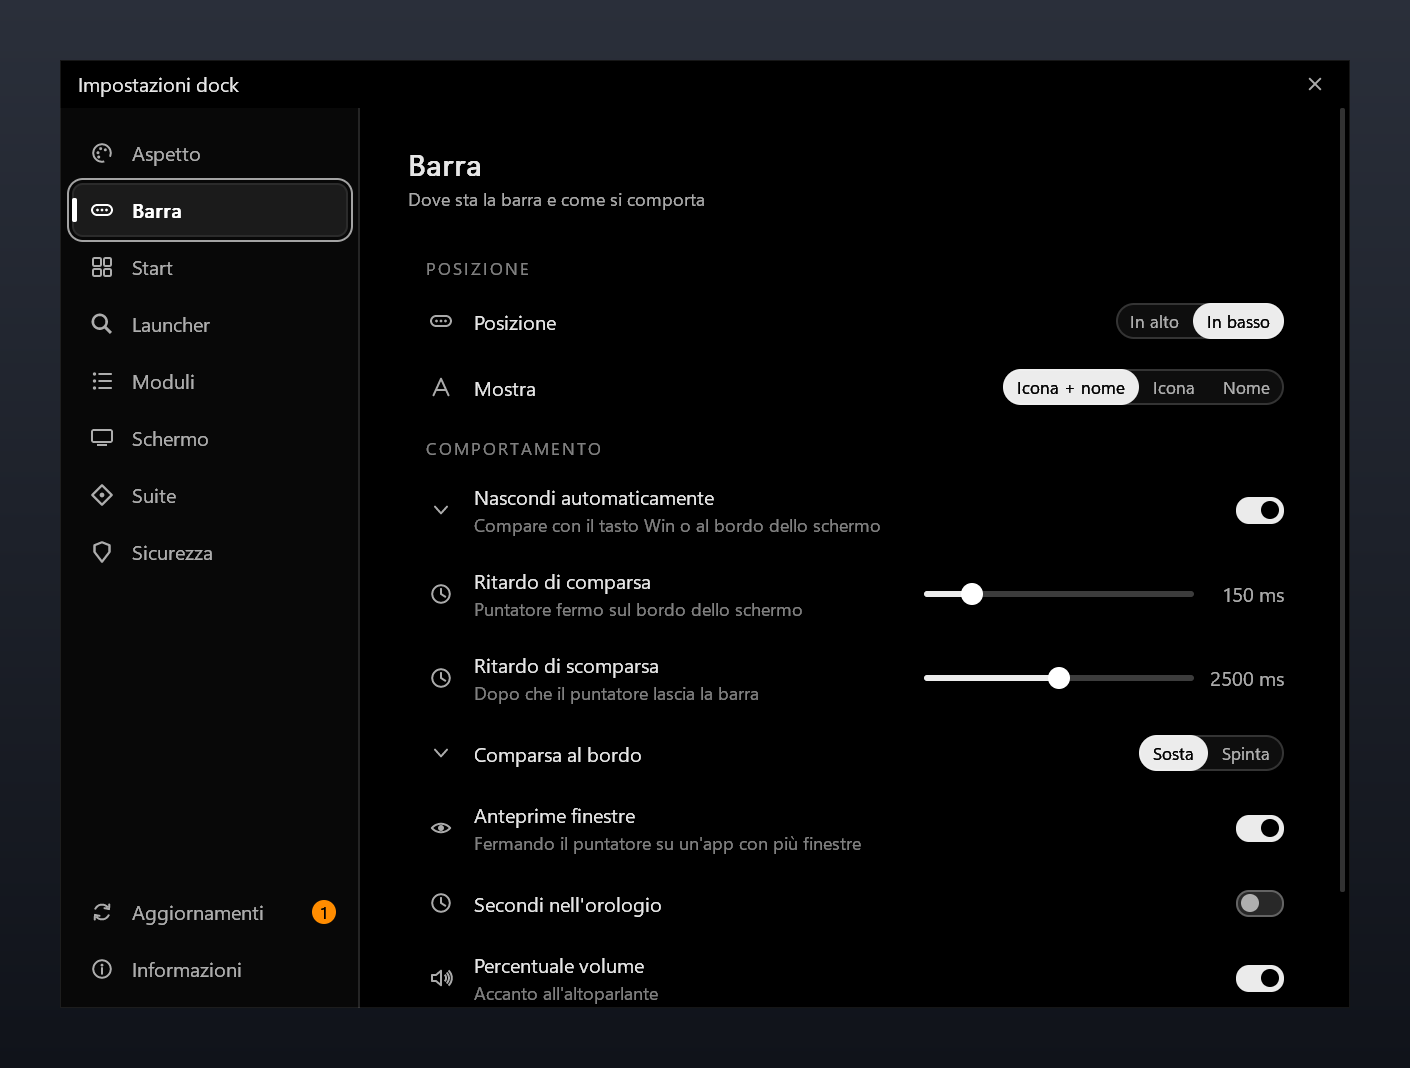 Impostazioni dock
Aspetto
Barra
Start
Launcher
Moduli
Schermo
Suite
Sicurezza
Aggiornamenti 1
Informazioni
Barra
Dove sta la barra e come si comporta
POSIZIONE
Posizione In alto In basso
Mostra Icona + nome Icona Nome
COMPORTAMENTO
Nascondi automaticamente
Compare con il tasto Win o al bordo dello schermo
Ritardo di comparsa
Puntatore fermo sul bordo dello schermo
150 ms
Ritardo di scomparsa
Dopo che il puntatore lascia la barra
2500 ms
Comparsa al bordo Sosta Spinta
Anteprime finestre
Fermando il puntatore su un'app con più finestre
Secondi nell'orologio
Percentuale volume
Accanto all'altoparlante